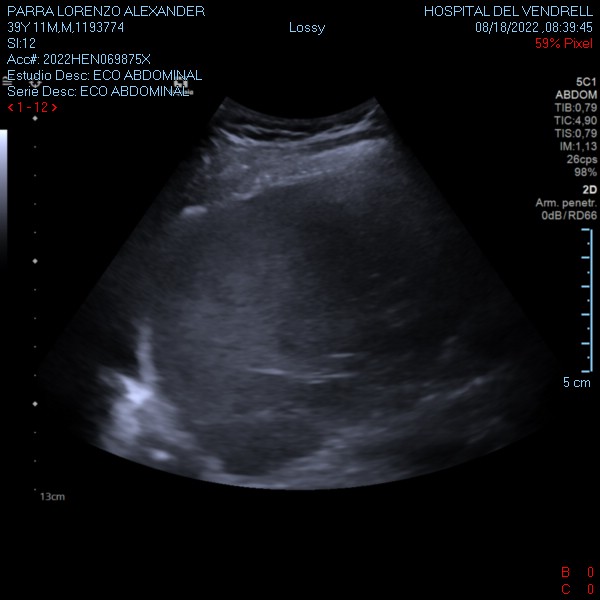 PARRA LORENZO ALEXANDER
39Y 11M,M,1193774
SI:12
Acc#: 2022HEN069875X
Estudio Desc: ECO ABDOMINAL
Serie Desc: ECO ABDOMINAL
< 1 - 12 >
Lossy
HOSPITAL DEL VENDRELL
08/18/2022 ,08:39:45
59% Pixel
5C1
ABDOM
TIB:0,79
TIC:4,90
TIS:0,79
IM:1,13
26cps
98%
2D
Arm. penetr.
0dB/RD66
5 cm
13cm
B 0
C 0